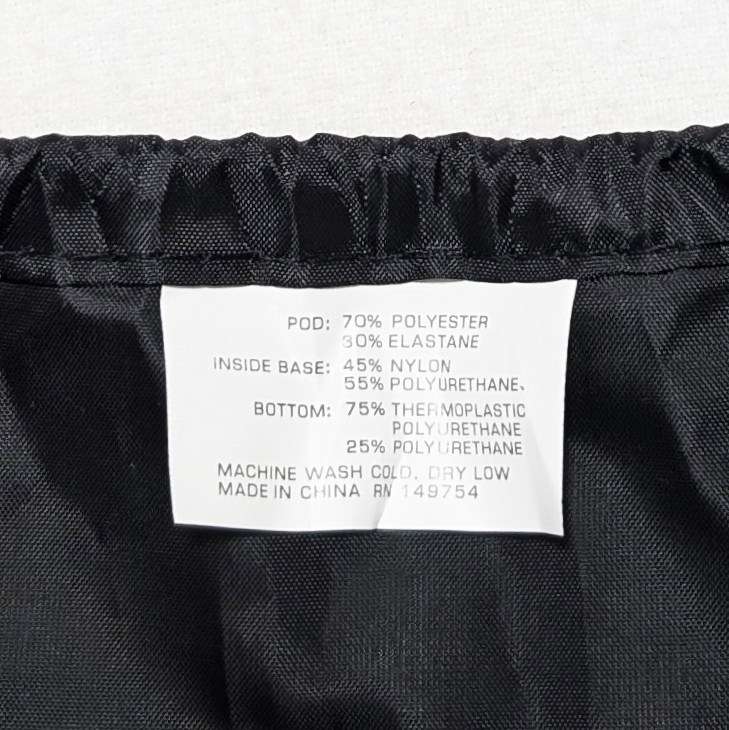 POD: 70% POLYESTER
30% ELASTANE
INSIDE BASE: 45% NYLON
55% POLYURETHANE
BOTTOM: 75% THERMOPLASTIC
POLYURETHANE
25% POLYURETHANE
MACHINE WASH COLD, DRY LOW
MADE IN CHINA RN 149754